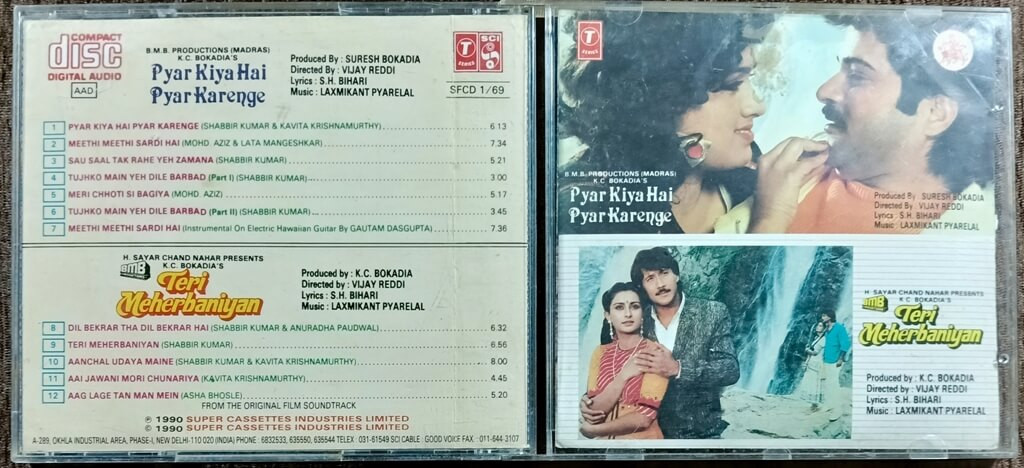 COMPACT
disc
DIGITAL AUDIO
AAD
B.M.B. PRODUCTIONS (MADRAS)
K.C. BOKADIA'S
Pyar Kiya Hai
Pyar Karenge
Produced By : SURESH BOKADIA
Directed By : VIJAY REDDI
Lyrics : S.H. BIHARI
Music : LAXMIKANT PYARELAL
T
SERIES
SCI
SFCD 1/69
1 PYAR KIYA HAI PYAR KARENGE (SHABBIR KUMAR & KAVITA KRISHNAMURTHY) 6.13
2 MEETHI MEETHI SARDI HAI (MOHD. AZIZ & LATA MANGESHKAR) 7.34
3 SAU SAAL TAK RAHE YEH ZAMANA (SHABBIR KUMAR) 5.21
4 TUJHKO MAIN YEH DILE BARBAD (Part I) (SHABBIR KUMAR) 3.00
5 MERI CHHOTI SI BAGIYA (MOHD. AZIZ) 5.17
6 TUJHKO MAIN YEH DILE BARBAD (Part II) (SHABBIR KUMAR) 3.45
7 MEETHI MEETHI SARDI HAI (Instrumental On Electric Hawaiian Guitar By GAUTAM DASGUPTA) 7.36
H. SAYAR CHAND NAHAR PRESENTS
BMB K.C. BOKADIA'S
Teri
Meherbaniyan
Produced by : K.C. BOKADIA
Directed by : VIJAY REDDI
Lyrics : S.H. BIHARI
Music : LAXMIKANT PYARELAL
8 DIL BEKRAR THA DIL BEKRAR HAI (SHABBIR KUMAR & ANURADHA PAUDWAL) 6.32
9 TERI MEHERBANIYAN (SHABBIR KUMAR) 6.56
10 AANCHAL UDAYA MAINE (SHABBIR KUMAR & KAVITA KRISHNAMURTHY) 8.00
11 AAI JAWANI MORI CHUNARIYA (KAVITA KRISHNAMURTHY) 4.45
12 AAG LAGE TAN MAN MEIN (ASHA BHOSLE) 5.20
FROM THE ORIGINAL FILM SOUNDTRACK
℗ 1990 SUPER CASSETTES INDUSTRIES LIMITED
© 1990 SUPER CASSETTES INDUSTRIES LIMITED
A-289, OKHLA INDUSTRIAL AREA, PHASE-I, NEW DELHI-110 020 (INDIA) PHONE : 6832533, 635550, 635544 TELEX : 031-61549 SCI CABLE : GOOD VOICE FAX : 011-644 3107
T
SERIES
B.M.B. PRODUCTIONS (MADRAS)
K.C. BOKADIA'S
Pyar Kiya Hai
Pyar Karenge
Produced By : SURESH BOKADIA
Directed By : VIJAY REDDI
Lyrics : S.H. BIHARI
Music : LAXMIKANT PYARELAL
H. SAYAR CHAND NAHAR PRESENTS
BMB K.C. BOKADIA'S
Teri
Meherbaniyan
Produced by : K.C. BOKADIA
Directed by : VIJAY REDDI
Lyrics : S.H. BIHARI
Music : LAXMIKANT PYARELAL